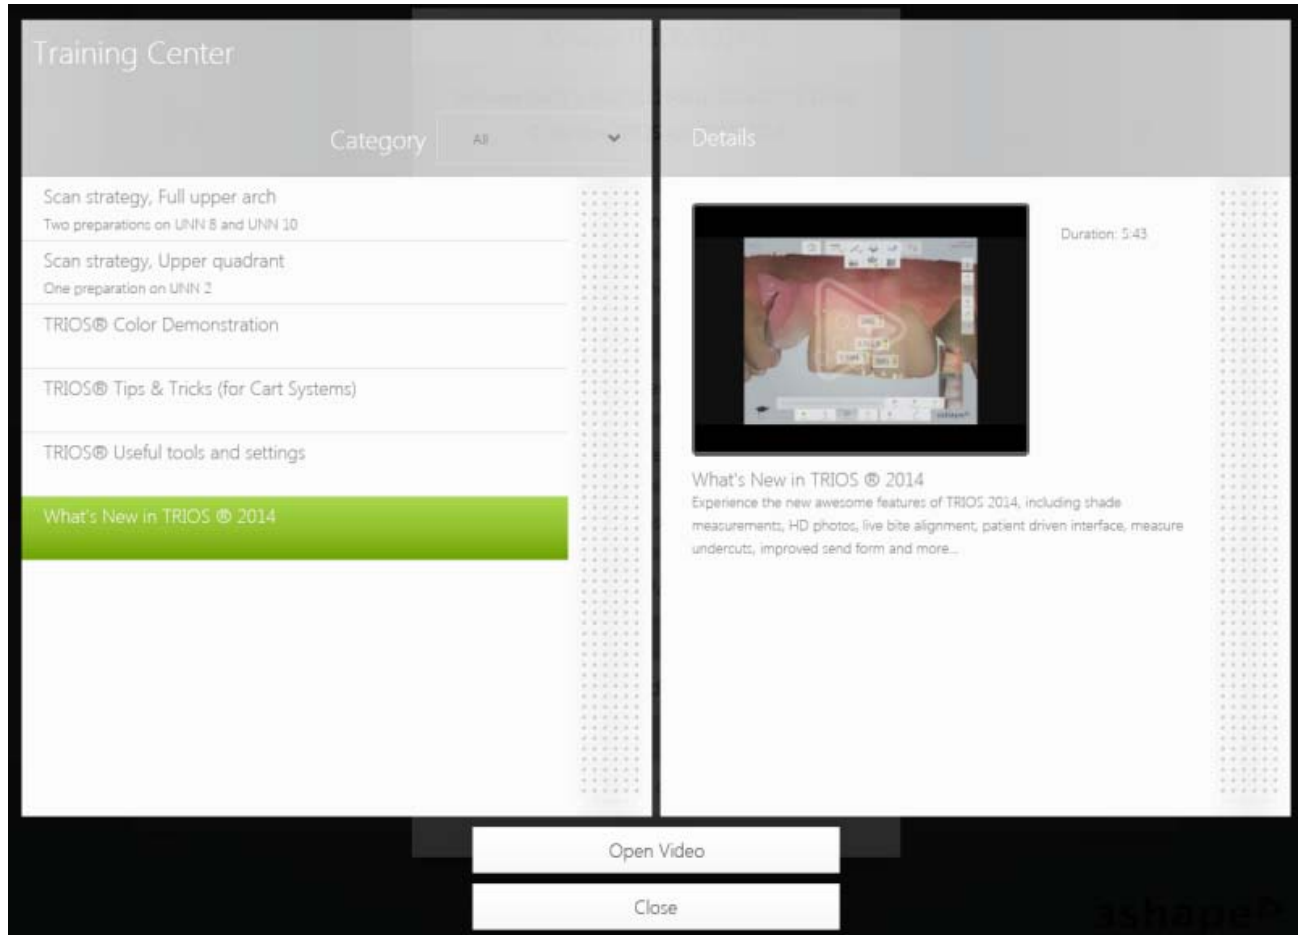 Training Center
Category
All
Details
Scan strategy, Full upper arch
Two preparations on UNN 8 and UNN 10
Scan strategy, Upper quadrant
One preparation on UNN 2
TRIOS® Color Demonstration
TRIOS® Tips & Tricks (for Cart Systems)
TRIOS® Useful tools and settings
What's New in TRIOS ® 2014
Duration: 5:43
What's New in TRIOS ® 2014
Experience the new awesome features of TRIOS 2014, including shade
measurements, HD photos, live bite alignment, patient driven interface, measure
undercuts, improved send form and more...
Open Video
Close
3shape